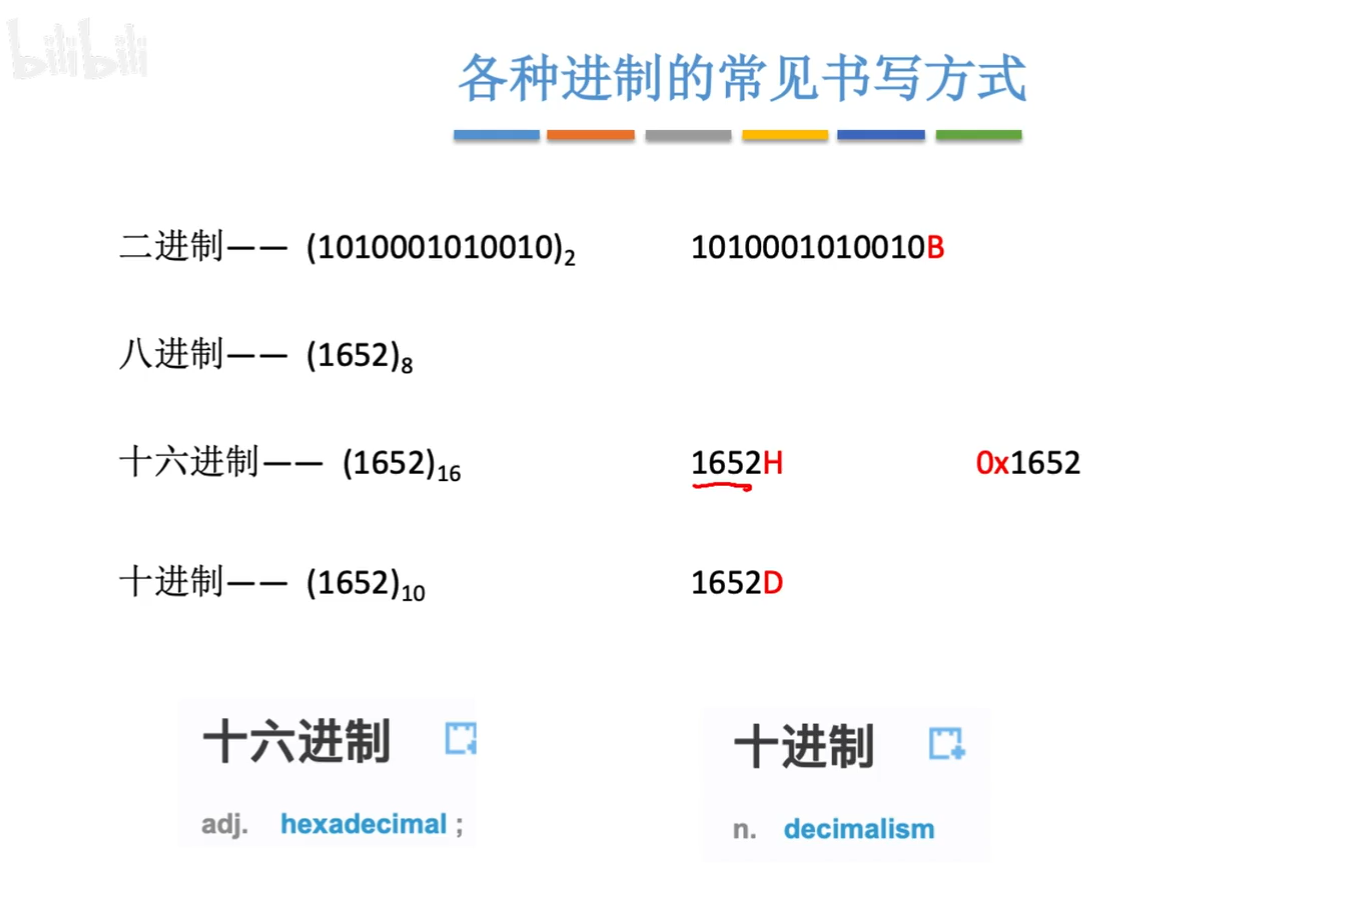 bilibili
各种进制的常见书写方式
二进制—— (1010001010010)₂ 1010001010010B
八进制—— (1652)₈
十六进制—— (1652)₁₆ 1652H 0x1652
十进制—— (1652)₁₀ 1652D
十六进制
adj. hexadecimal ;
十进制
n. decimalism